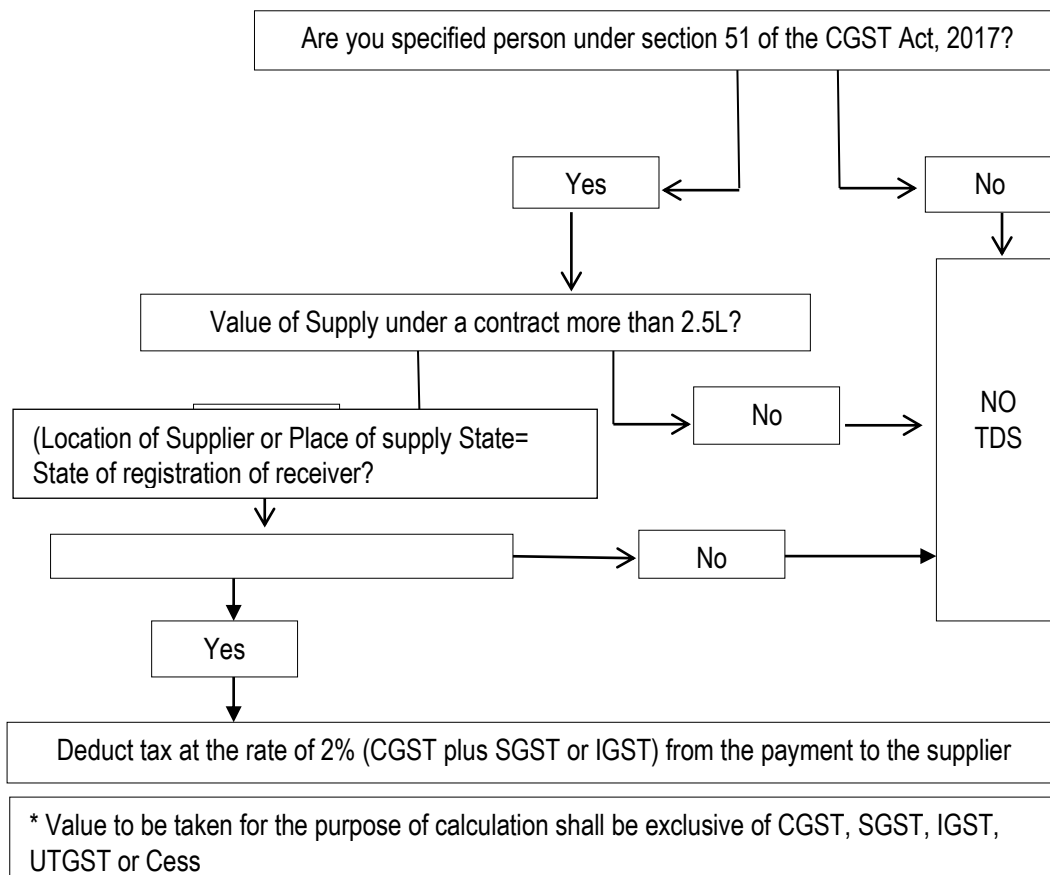 Are you specified person under section 51 of the CGST Act, 2017?
Yes
No
Value of Supply under a contract more than 2.5L?
No
NO
TDS
(Location of Supplier or Place of supply State=
State of registration of receiver?
No
Yes
Deduct tax at the rate of 2% (CGST plus SGST or IGST) from the payment to the supplier
* Value to be taken for the purpose of calculation shall be exclusive of CGST, SGST, IGST,
UTGST or Cess